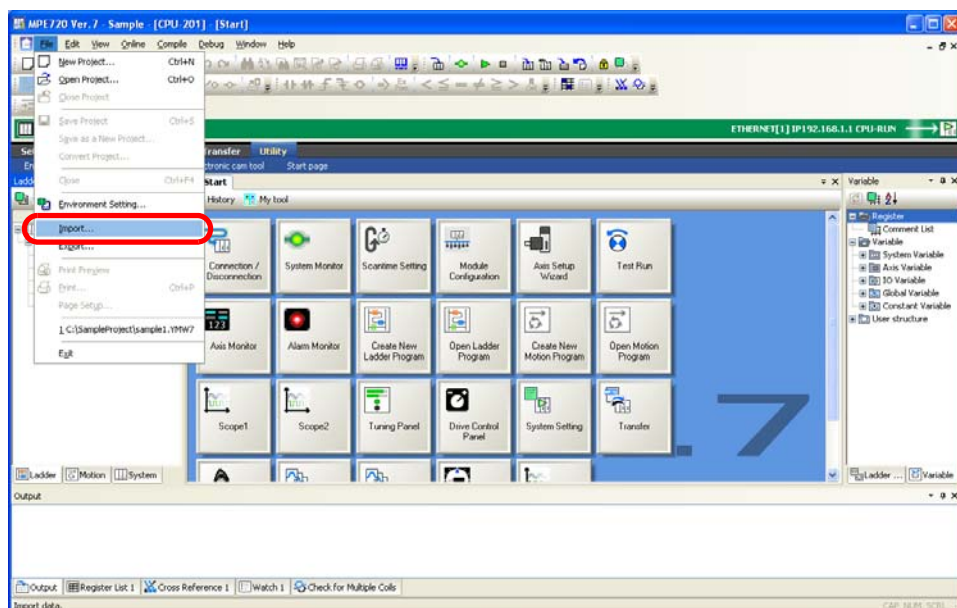 MPE720 Ver.7 - Sample - [CPU-201] - [Start]
File Edit View Online Compile Debug Window Help
New Project... Ctrl+N
Open Project... Ctrl+O
Close Project
Save Project Ctrl+S
Save as a New Project...
Convert Project...
Close Ctrl+F4
Environment Setting...
Import...
Export...
Print Preview
Print... Ctrl+P
Page Setup...
1 C:\SampleProject\sample1.YMW7
Exit
ETHERNET[1] IP192.168.1.1 CPU-RUN
Transfer Utility
tronic cam tool Start page
Start
History My tool
Connection / Disconnection
System Monitor
Scantime Setting
Module Configuration
Axis Setup Wizard
Test Run
123
Axis Monitor
Alarm Monitor
Create New Ladder Program
Open Ladder Program
Create New Motion Program
Open Motion Program
Scope1
Scope2
Tuning Panel
Drive Control Panel
System Setting
Transfer
.7
Variable
Register
Comment List
Variable
System Variable
Axis Variable
IO Variable
Global Variable
Constant Variable
User structure
Ladder Motion System
Ladder ... Variable
Output
Output Register List 1 Cross Reference 1 Watch 1 Check for Multiple Coils
Import data.
CAP NUM SCRL